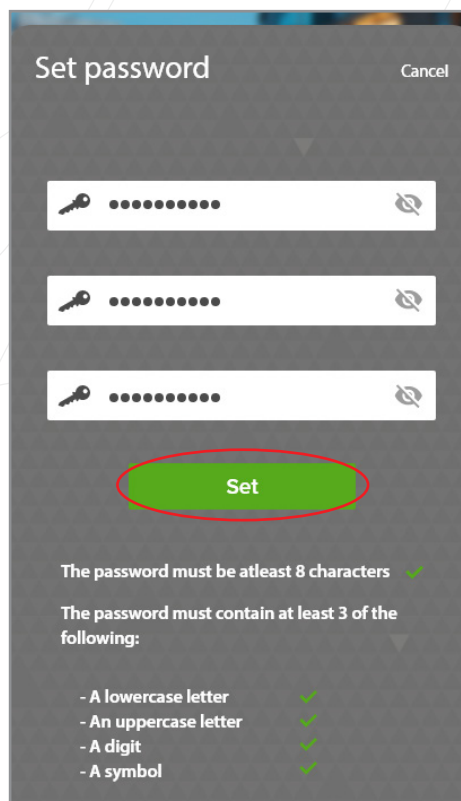 Set password
Cancel
••••••••••
••••••••••
••••••••••
Set
The password must be atleast 8 characters
The password must contain at least 3 of the
following:
- A lowercase letter
- An uppercase letter
- A digit
- A symbol